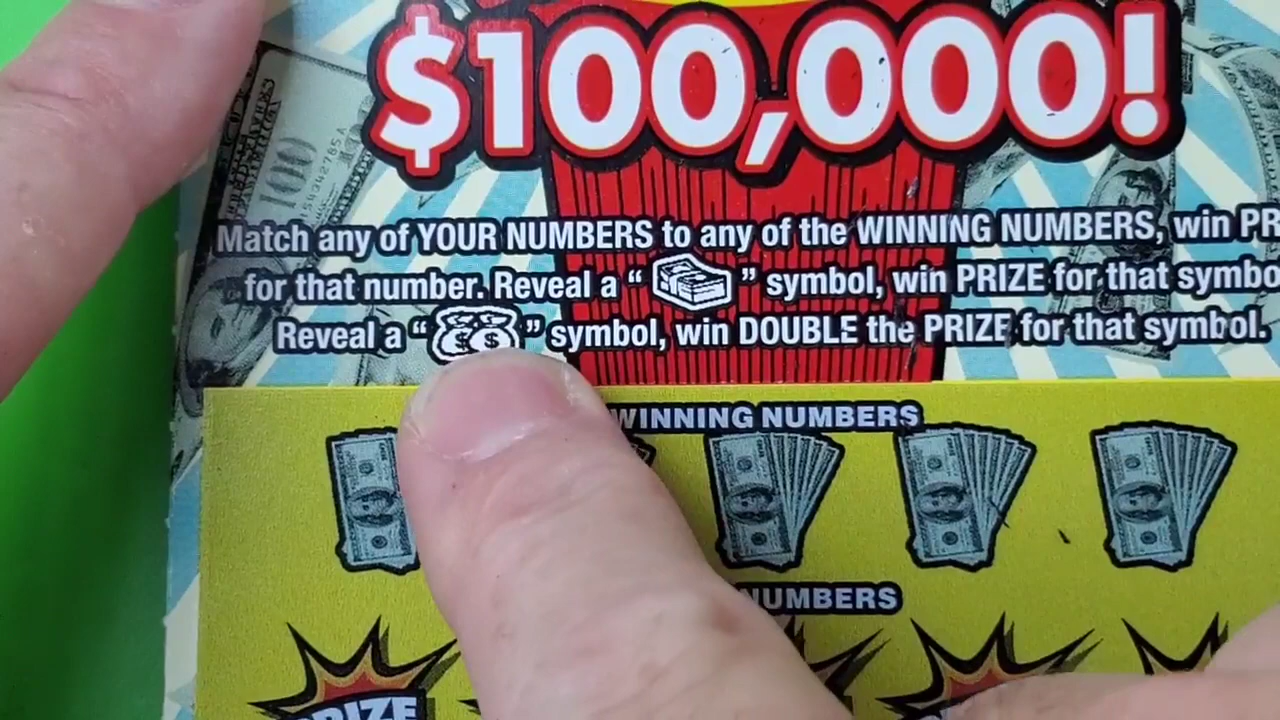 $100,000!
Match any of YOUR NUMBERS to any of the WINNING NUMBERS, win
for that number. Reveal a " " symbol, win PRIZE for that
Reveal a " " symbol, win DOUBLE the PRIZE for that symbol.
WINNING NUMBERS
NUMBERS
PRIZE